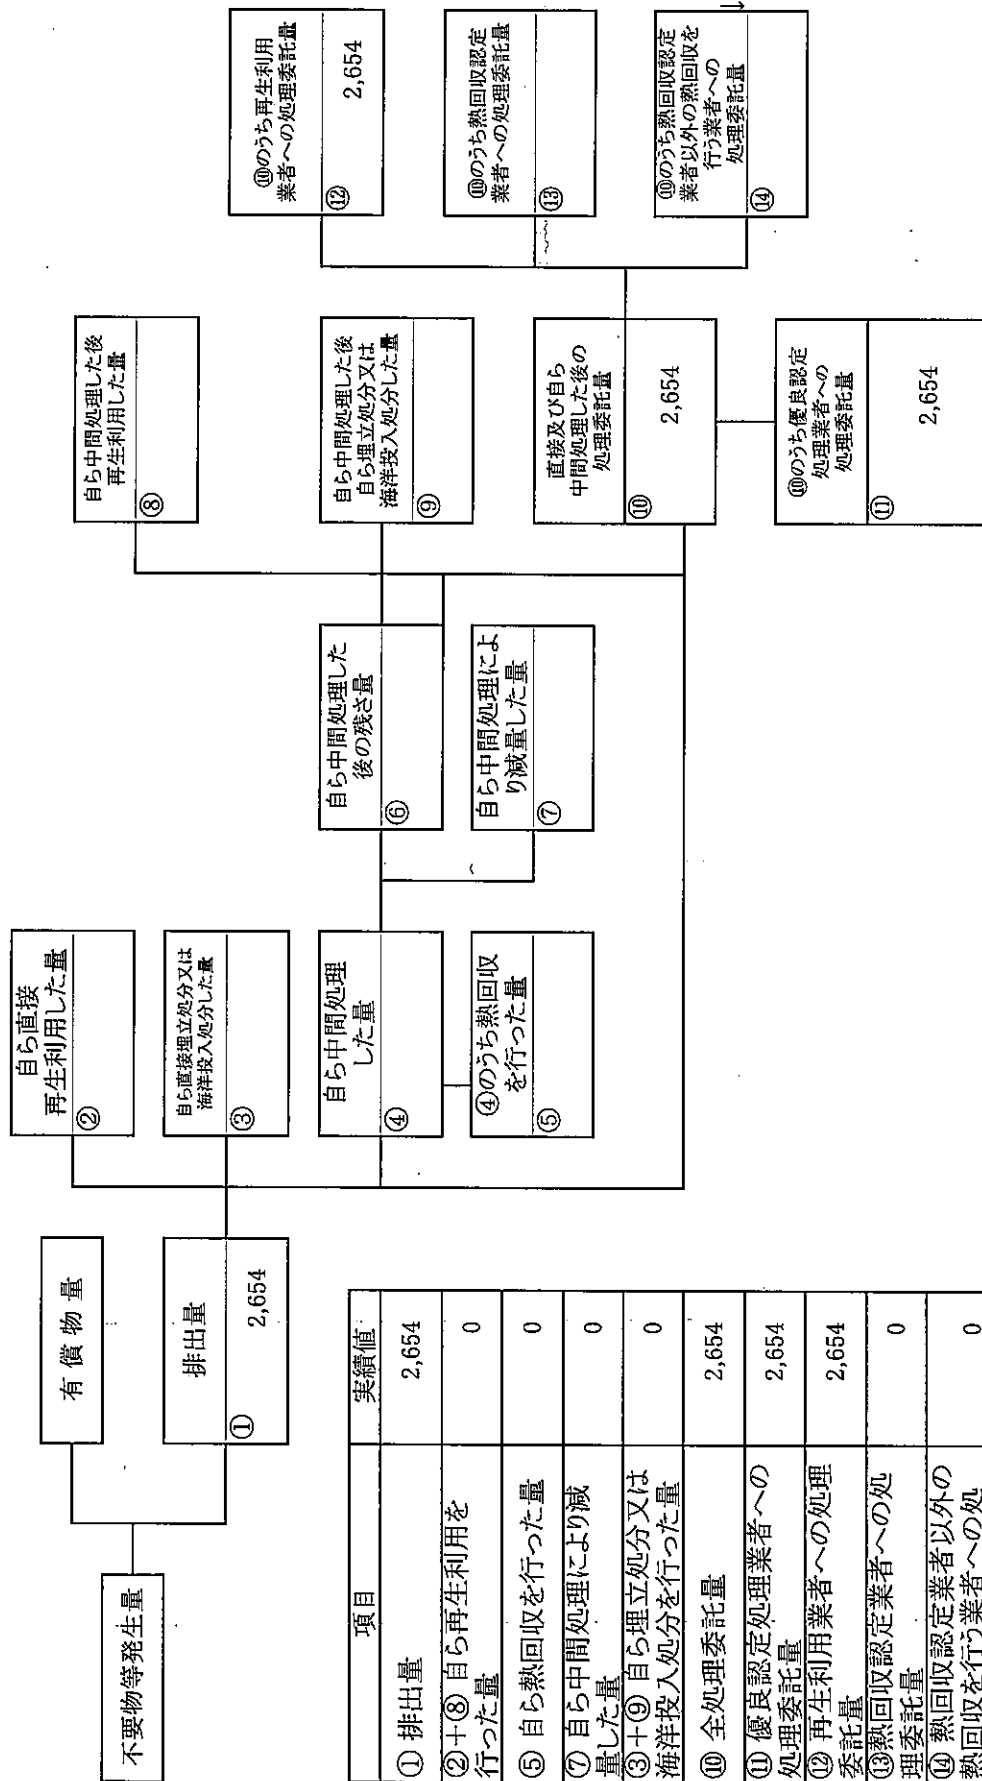 不要物等発生量
有償物量
排出量
①
2,654
自ら直接
再生利用した量
②
自ら直接埋立処分又は
海洋投入処分した量
③
自ら中間処理
した量
④
④のうち熱回収
を行った量
⑤
自ら中間処理した
後の残さ量
⑥
自ら中間処理によ
り減量した量
⑦
自ら中間処理した後
再生利用した量
⑧
自ら中間処理した後
自ら埋立処分又は
海洋投入処分した量
⑨
直接及び自ら
中間処理した後の
処理委託量
⑩
2,654
⑩のうち優良認定
処理業者への
処理委託量
⑪
2,654
⑩のうち再生利用
業者への処理委託量
⑫
2,654
⑩のうち熱回収認定
業者への処理委託量
⑬
⑩のうち熱回収認定
業者以外の熱回収を
行う業者への
処理委託量
⑭
項目 実績値
① 排出量 2,654
②+⑧ 自ら再生利用を
行った量 0
⑤ 自ら熱回収を行った量 0
⑦ 自ら中間処理により減
量した量 0
③+⑨ 自ら埋立処分又は
海洋投入処分を行った量 0
⑩ 全処理委託量 2,654
⑪ 優良認定処理業者への
処理委託量 2,654
⑫ 再生利用業者への処理
委託量 2,654
⑬熱回収認定業者への処
理委託量 0
⑭ 熱回収認定業者以外の
熱回収を行う業者への処 0